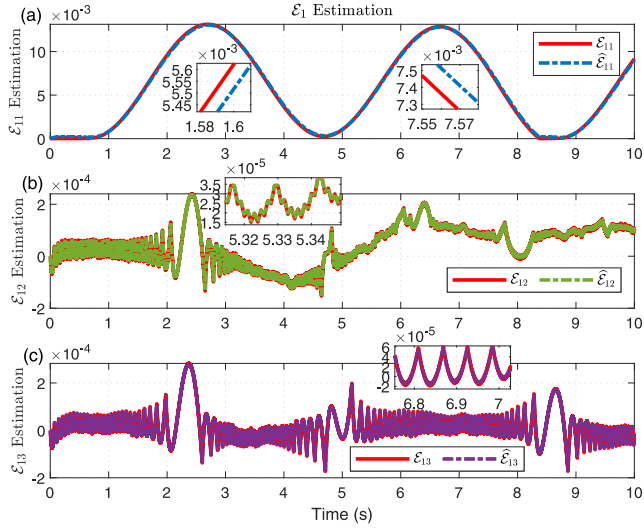 ℰ₁ Estimation
(a)
×10⁻³
ℰ₁₁ Estimation
10
5
0
×10⁻³
5.6
5.55
5.5
5.45
1.58 1.6
×10⁻³
7.5
7.4
7.3
7.55 7.57
ℰ₁₁
ℰ̂₁₁
0 1 2 3 4 5 6 7 8 9 10
(b)
×10⁻⁴
ℰ₁₂ Estimation
2
0
-2
×10⁻⁵
3.5
2.5
1.5
5.32 5.33 5.34
ℰ₁₂ ℰ̂₁₂
0 1 2 3 4 5 6 7 8 9 10
(c)
×10⁻⁴
ℰ₁₃ Estimation
2
0
-2
×10⁻⁵
6
4
2
0
-2
6.8 6.9 7
ℰ₁₃ ℰ̂₁₃
0 1 2 3 4 5 6 7 8 9 10
Time (s)